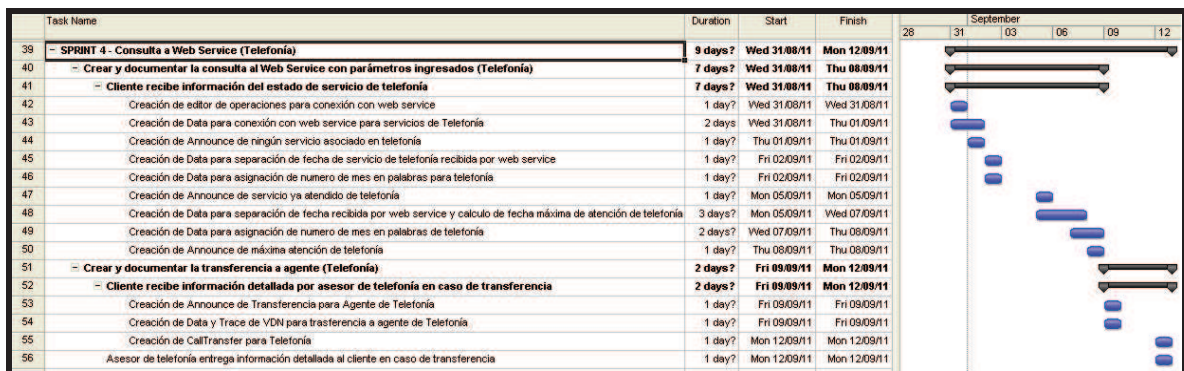 Task Name Duration Start Finish September
28 31 03 06 09 12
39 − SPRINT 4 - Consulta a Web Service (Telefonía) 9 days? Wed 31/08/11 Mon 12/09/11
40 − Crear y documentar la consulta al Web Service con parámetros ingresados (Telefonía) 7 days? Wed 31/08/11 Thu 08/09/11
41 − Cliente recibe información del estado de servicio de telefonía 7 days? Wed 31/08/11 Thu 08/09/11
42 Creación de editor de operaciones para conexión con web service 1 day? Wed 31/08/11 Wed 31/08/11
43 Creación de Data para conexión con web service para servicios de Telefonía 2 days Wed 31/08/11 Thu 01/09/11
44 Creación de Announce de ningún servicio asociado en telefonía 1 day? Thu 01/09/11 Thu 01/09/11
45 Creación de Data para separación de fecha de servicio de telefonía recibida por web service 1 day? Fri 02/09/11 Fri 02/09/11
46 Creación de Data para asignación de numero de mes en palabras para telefonía 1 day? Fri 02/09/11 Fri 02/09/11
47 Creación de Announce de servicio ya atendido de telefonía 1 day? Mon 05/09/11 Mon 05/09/11
48 Creación de Data para separación de fecha recibida por web service y calculo de fecha máxima de atención de telefonía 3 days? Mon 05/09/11 Wed 07/09/11
49 Creación de Data para asignación de numero de mes en palabras de telefonía 2 days? Wed 07/09/11 Thu 08/09/11
50 Creación de Announce de máxima atención de telefonía 1 day? Thu 08/09/11 Thu 08/09/11
51 − Crear y documentar la transferencia a agente (Telefonía) 2 days? Fri 09/09/11 Mon 12/09/11
52 − Cliente recibe información detallada por asesor de telefonía en caso de transferencia 2 days? Fri 09/09/11 Mon 12/09/11
53 Creación de Announce de Transferencia para Agente de Telefonía 1 day? Fri 09/09/11 Fri 09/09/11
54 Creación de Data y Trace de VDN para trasferencia a agente de Telefonía 1 day? Fri 09/09/11 Fri 09/09/11
55 Creación de CallTransfer para Telefonía 1 day? Mon 12/09/11 Mon 12/09/11
56 Asesor de telefonía entrega información detallada al cliente en caso de transferencia 1 day? Mon 12/09/11 Mon 12/09/11